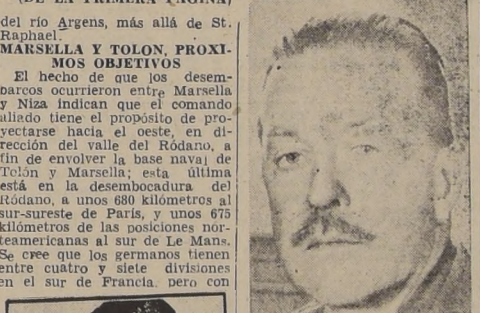 (DE LA PRIMERA PAGINA)
del río Argens, más allá de St.
Raphael.
MARSELLA Y TOLON, PROXI-
MOS OBJETIVOS
El hecho de que los desem-
barcos ocurrieron entre Marsella
y Niza indican que el comando
aliado tiene el propósito de pro-
yectarse hacia el oeste, en di-
rección del valle del Ródano, a
fin de envolver la base naval de
Tolón y Marsella; esta última
está en la desembocadura del
Ródano, a unos 680 kilómetros al
sur-sureste de París, y unos 675
kilómetros de las posiciones nor-
teamericanas al sur de Le Mans.
Se cree que los germanos tienen
entre cuatro y siete divisiones
en el sur de Francia, pero con